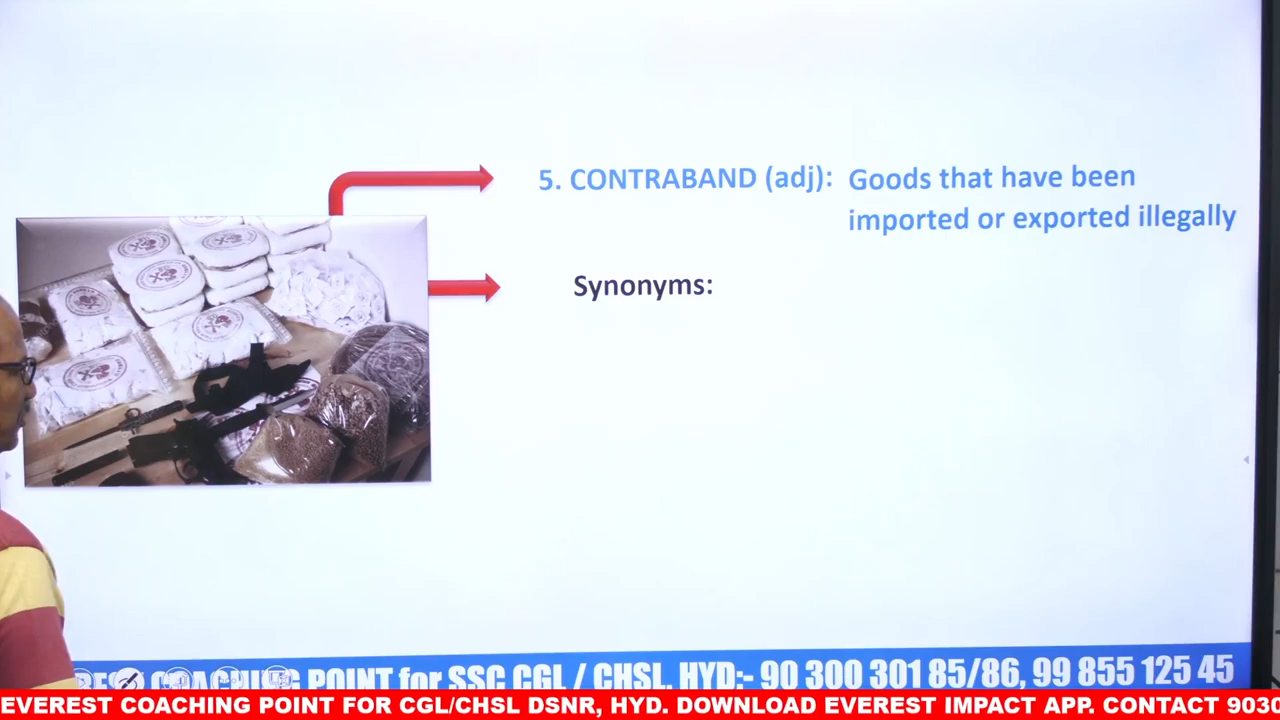 5. CONTRABAND (adj): Goods that have been
imported or exported illegally
Synonyms:
COACHING POINT for SSC CGL / CHSL, HYD:- 90 300 301 85/86, 99 855 125 45
EVEREST COACHING POINT FOR CGL/CHSL DSNR, HYD. DOWNLOAD EVEREST IMPACT APP. CONTACT 9030